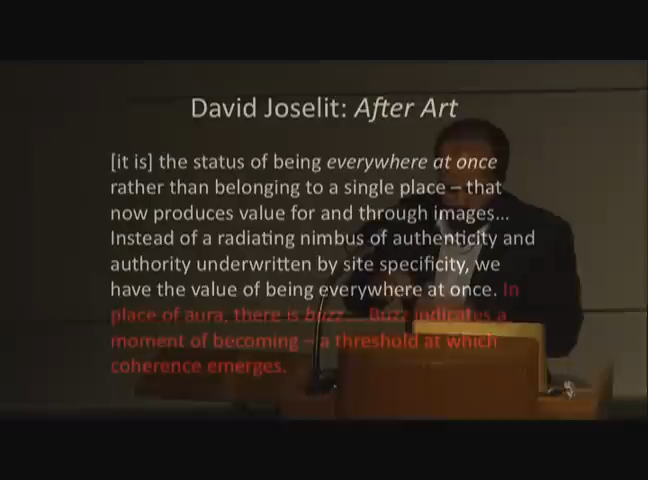 David Joselit: After Art
[it is] the status of being everywhere at once
rather than belonging to a single place – that
now produces value for and through images...
Instead of a radiating nimbus of authenticity and
authority underwritten by site specificity, we
have the value of being everywhere at once. In
place of aura, there is buzz... Buzz indicates a
moment of becoming – a threshold at which
coherence emerges.